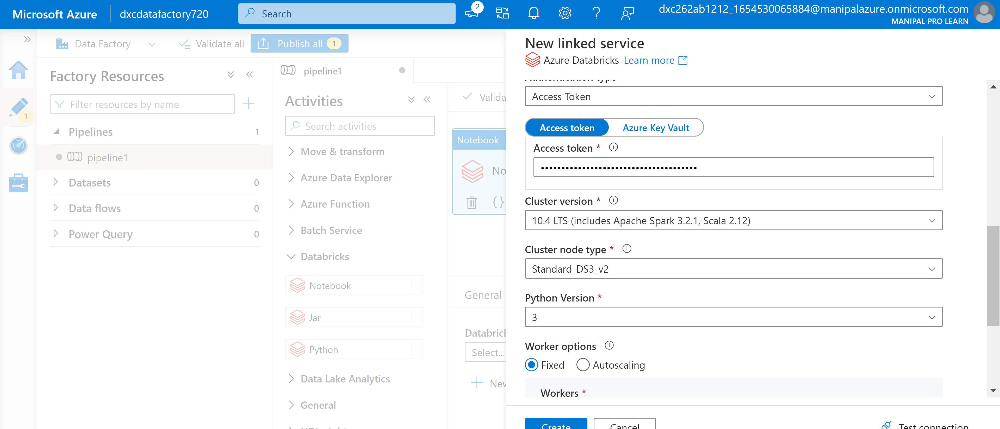 Microsoft Azure
dxcdatafactory720
Search
2
dxc262ab1212_1654530065884@manipalazure.onmicrosoft.com
MANIPAL PRO LEARN
Data Factory
Validate all
Publish all
1
1
Factory Resources
Filter resources by name
Pipelines 1
pipeline1
Datasets 0
Data flows 0
Power Query 0
pipeline1
Activities
Search activities
Move & transform
Azure Data Explorer
Azure Function
Batch Service
Databricks
Notebook
Jar
Python
Data Lake Analytics
General
Valida
Notebook
No
{}
General
Databrick
Select...
New
New linked service
Azure Databricks Learn more
Authentication type
Access Token
Access token Azure Key Vault
Access token *
••••••••••••••••••••••••••••••••••••••
Cluster version *
10.4 LTS (includes Apache Spark 3.2.1, Scala 2.12)
Cluster node type *
Standard_DS3_v2
Python Version *
3
Worker options
Fixed Autoscaling
Workers *
Create Cancel Test connection